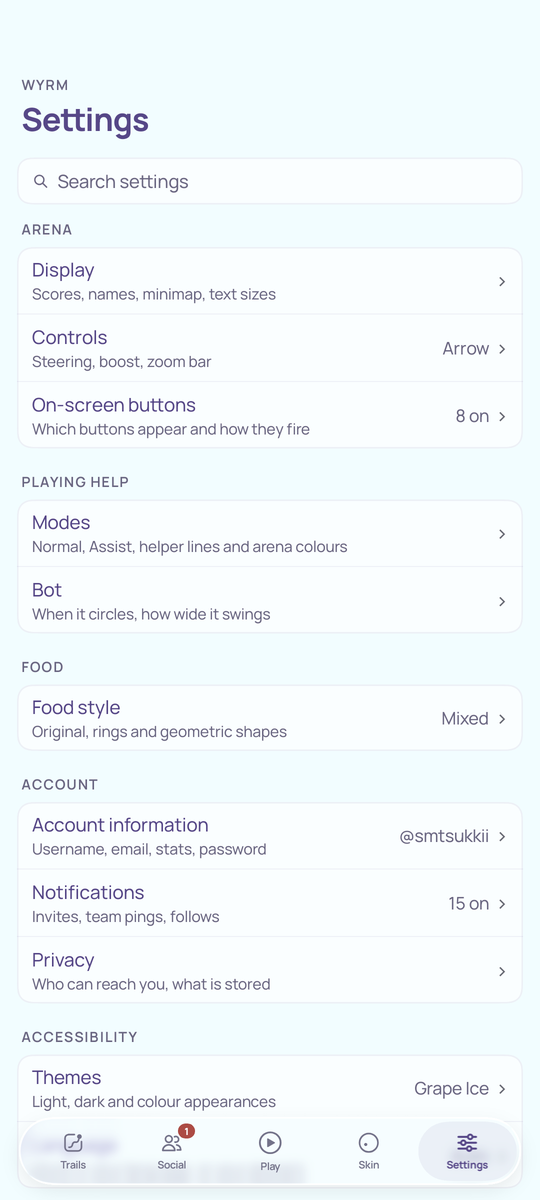 WYRM
Settings
Search settings
ARENA
Display
Scores, names, minimap, text sizes
Controls
Steering, boost, zoom bar
Arrow
On-screen buttons
Which buttons appear and how they fire
8 on
PLAYING HELP
Modes
Normal, Assist, helper lines and arena colours
Bot
When it circles, how wide it swings
FOOD
Food style
Original, rings and geometric shapes
Mixed
ACCOUNT
Account information
Username, email, stats, password
@smtsukkii
Notifications
Invites, team pings, follows
15 on
Privacy
Who can reach you, what is stored
ACCESSIBILITY
Themes
Light, dark and colour appearances
Grape Ice
1
Trails
Social
Play
Skin
Settings